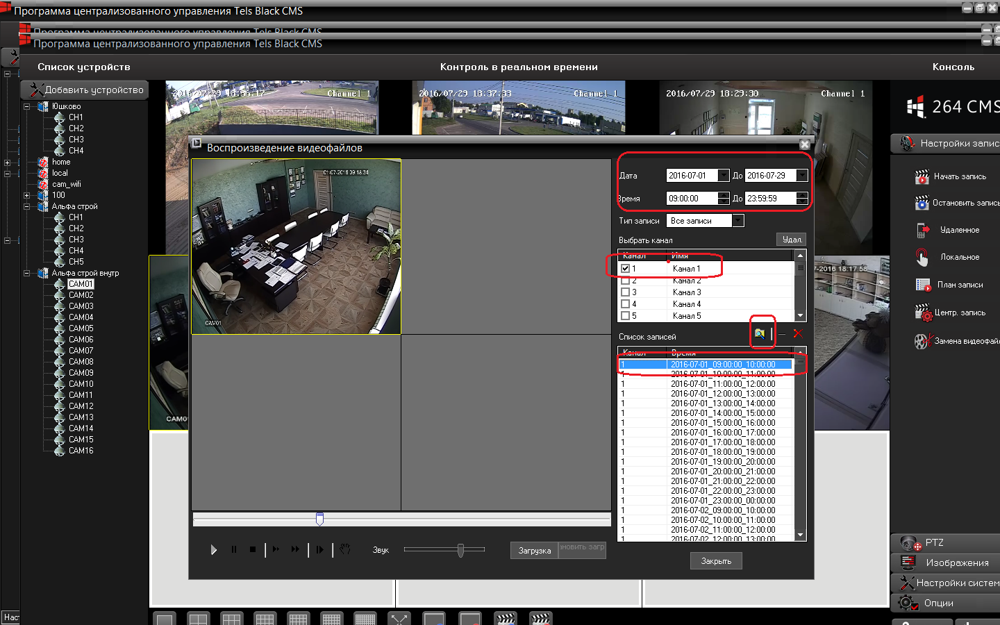 Программа централизованного управления Tels Black CMS
Программа централизованного управления Tels Black CMS
Программа централизованного управления Tels Black CMS
Список устройств
Контроль в реальном времени
Консоль
Добавить устройство
Юшково
CH1
CH2
CH3
CH4
home
local
cam_wifi
100
Альфа строй
CH1
CH2
CH3
CH4
CH5
Альфа строй внутр
CAM01
CAM02
CAM03
CAM04
CAM05
CAM06
CAM07
CAM08
CAM09
CAM10
CAM11
CAM12
CAM13
CAM14
CAM15
CAM16
Нас
2016/07/29 18:36:17 Channel 1
2016/07/29 18:37:33 Channel 1
2016/07/29 18:29:30 Channel 1
-2016 18:17:58
CAM0
Воспроизведение видеофайлов
01-07-2016 09:18:34
CAM01
Дата 2016-07-01 До 2016-07-29
Время 09:00:00 До 23:59:59
Тип записи Все записи
Выбрать канал Удал.
Канал Имя
1 Канал 1
2 Канал 2
3 Канал 3
4 Канал 4
5 Канал 5
Список записей
Канал Время
1 2016-07-01_09:00:00_10:00:00
1 2016-07-01_10:00:00_11:00:00
1 2016-07-01_11:00:00_12:00:00
1 2016-07-01_12:00:00_13:00:00
1 2016-07-01_13:00:00_14:00:00
1 2016-07-01_14:00:00_15:00:00
1 2016-07-01_15:00:00_16:00:00
1 2016-07-01_16:00:00_17:00:00
1 2016-07-01_17:00:00_18:00:00
1 2016-07-01_18:00:00_19:00:00
1 2016-07-01_19:00:00_20:00:00
1 2016-07-01_20:00:00_21:00:00
1 2016-07-01_21:00:00_22:00:00
1 2016-07-01_22:00:00_23:00:00
1 2016-07-01_23:00:00_00:00:00
1 2016-07-02_09:00:00_10:00:00
1 2016-07-02_10:00:00_11:00:00
1 2016-07-02_11:00:00_12:00:00
1 2016-07-02_12:00:00_13:00:00
Звук
Загрузка
ановить загр
Закрыть
264 CMS
Настройки запис
Начать запись
Остановить запись
Удаленное
Локальное
План записи
Центр. запись
Замена видеофай
PTZ
Изображения
Настройки систем
Опции